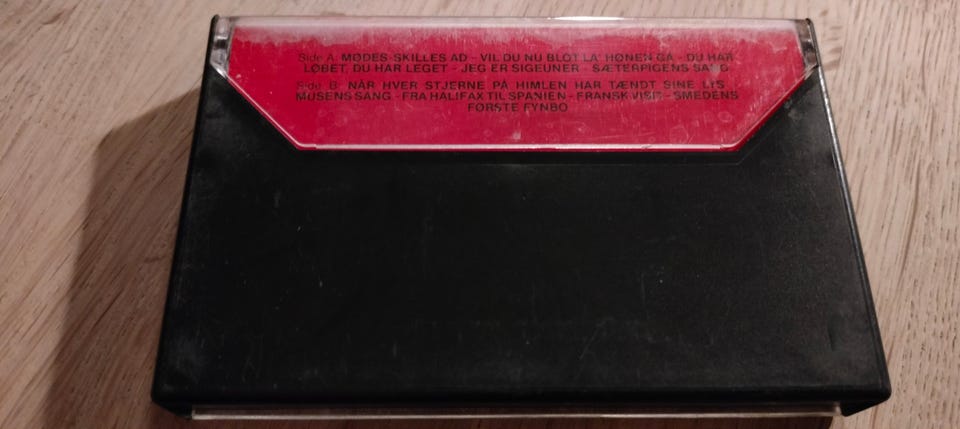 Side A: MØDES-SKILLES AD - VIL DU NU BLOT LA' HØNEN GÅ - DU HAR
LØBET, DU HAR LEGET - JEG ER SIGEUNER - SÆTERPIGENS SANG
Side B: NÅR HVER STJERNE PÅ HIMLEN HAR TÆNDT SINE LYS
MUSENS SANG - FRA HALIFAX TIL SPANIEN - FRANSK VISE - SMEDENS
FØRSTE FYNBO